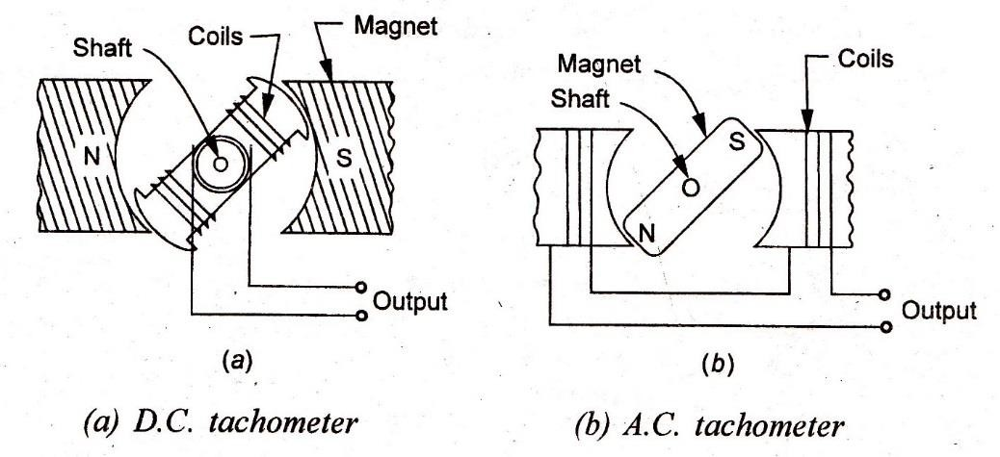 Shaft
Coils
Magnet
N
S
Output
(a)
(a) D.C. tachometer
Magnet
Shaft
Coils
S
N
Output
(b)
(b) A.C. tachometer